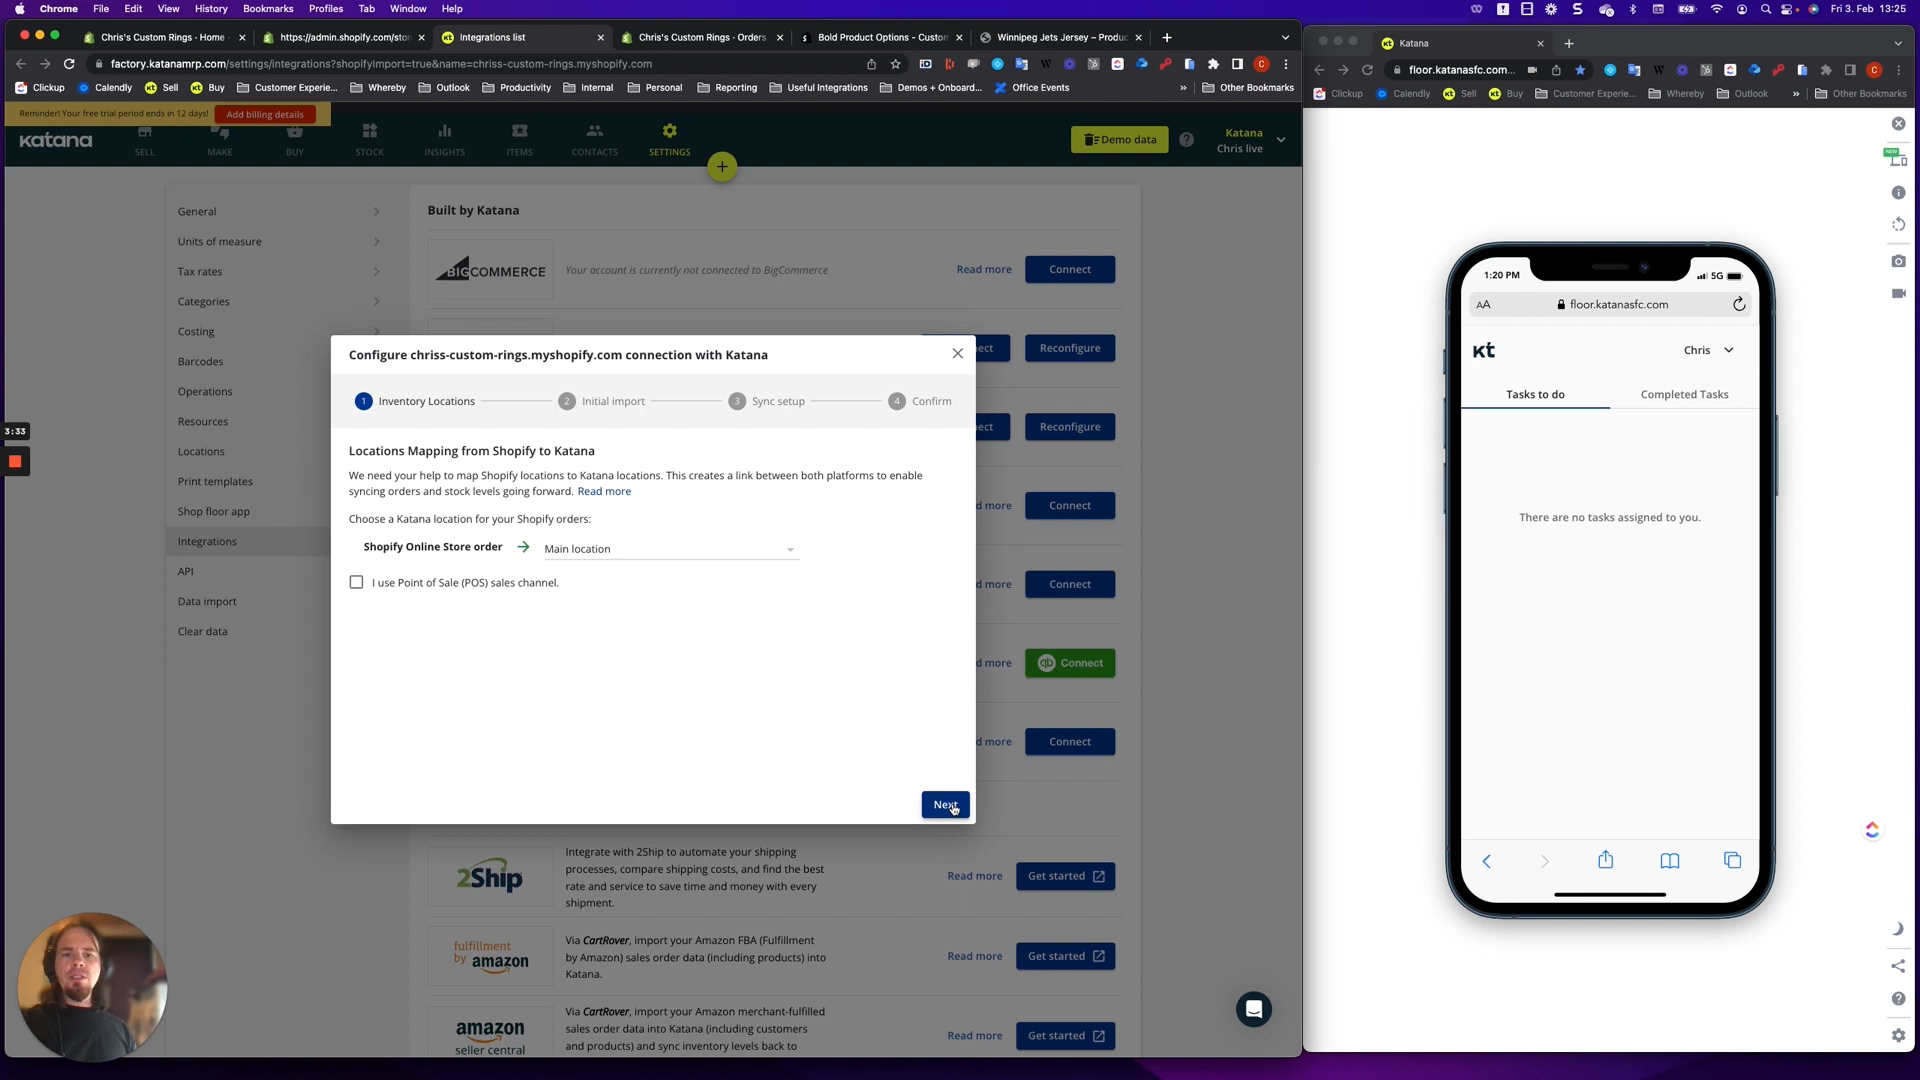 Chrome File Edit View History Bookmarks Profiles Tab Window Help
Fri 3. Feb 13:25
Chris's Custom Rings · Home
https://admin.shopify.com/stor
Integrations list
Chris's Custom Rings · Orders
Bold Product Options - Custom
Winnipeg Jets Jersey – Produc
factory.katanamrp.com/settings/integrations?shopifyImport=true&name=chriss-custom-rings.myshopify.com
Clickup Calendly Sell Buy Customer Experie... Whereby Outlook Productivity Internal Personal Reporting Useful Integrations Demos + Onboard... Office Events » Other Bookmarks
Reminder! Your free trial period ends in 12 days! Add billing details
katana
SELL MAKE BUY STOCK INSIGHTS ITEMS CONTACTS SETTINGS
Demo data
Katana
Chris live
General
Units of measure
Tax rates
Categories
Costing
Barcodes
Operations
Resources
Locations
Print templates
Shop floor app
Integrations
API
Data import
Clear data
3:33
Built by Katana
BIGCOMMERCE
Your account is currently not connected to BigCommerce
Read more Connect
ect Reconfigure
ect Reconfigure
d more Connect
d more Connect
d more qb Connect
d more Connect
Configure chriss-custom-rings.myshopify.com connection with Katana
1 Inventory Locations 2 Initial import 3 Sync setup 4 Confirm
Locations Mapping from Shopify to Katana
We need your help to map Shopify locations to Katana locations. This creates a link between both platforms to enable
syncing orders and stock levels going forward. Read more
Choose a Katana location for your Shopify orders:
Shopify Online Store order Main location
I use Point of Sale (POS) sales channel.
Next
2Ship
Integrate with 2Ship to automate your shipping
processes, compare shipping costs, and find the best
rate and service to save time and money with every
shipment.
Read more Get started
fulfillment
by amazon
Via CartRover, import your Amazon FBA (Fulfillment
by Amazon) sales order data (including products) into
Katana.
Read more Get started
amazon
seller central
Via CartRover, import your Amazon merchant-fulfilled
sales order data into Katana (including customers
and products) and sync inventory levels back to
Read more Get started
Katana
floor.katanasfc.com...
Clickup Calendly Sell Buy Customer Experie... Whereby Outlook » Other Bookmarks
NEW
1:20 PM 5G
AA floor.katanasfc.com
kt Chris
Tasks to do Completed Tasks
There are no tasks assigned to you.